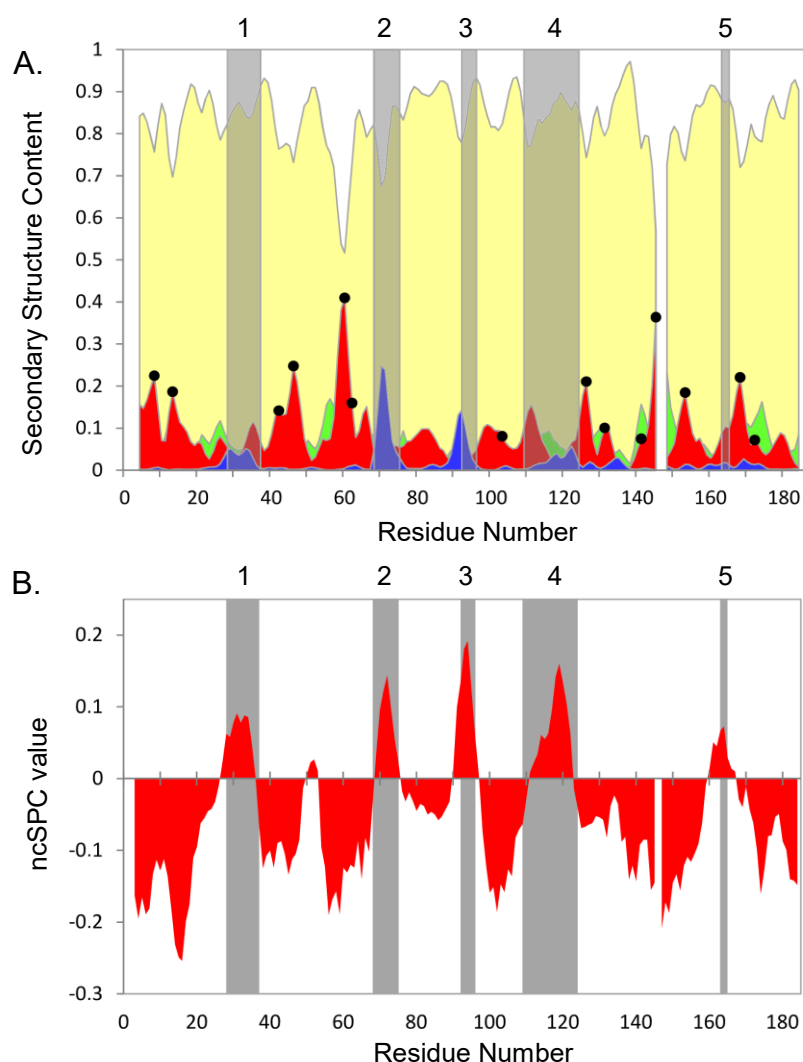 1 2 3 4 5
A.
1
0.9
0.8
0.7
0.6
0.5
0.4
0.3
0.2
0.1
0
Secondary Structure Content
0 20 40 60 80 100 120 140 160 180
Residue Number
1 2 3 4 5
B.
0.2
0.1
0
-0.1
-0.2
-0.3
ncSPC value
0 20 40 60 80 100 120 140 160 180
Residue Number